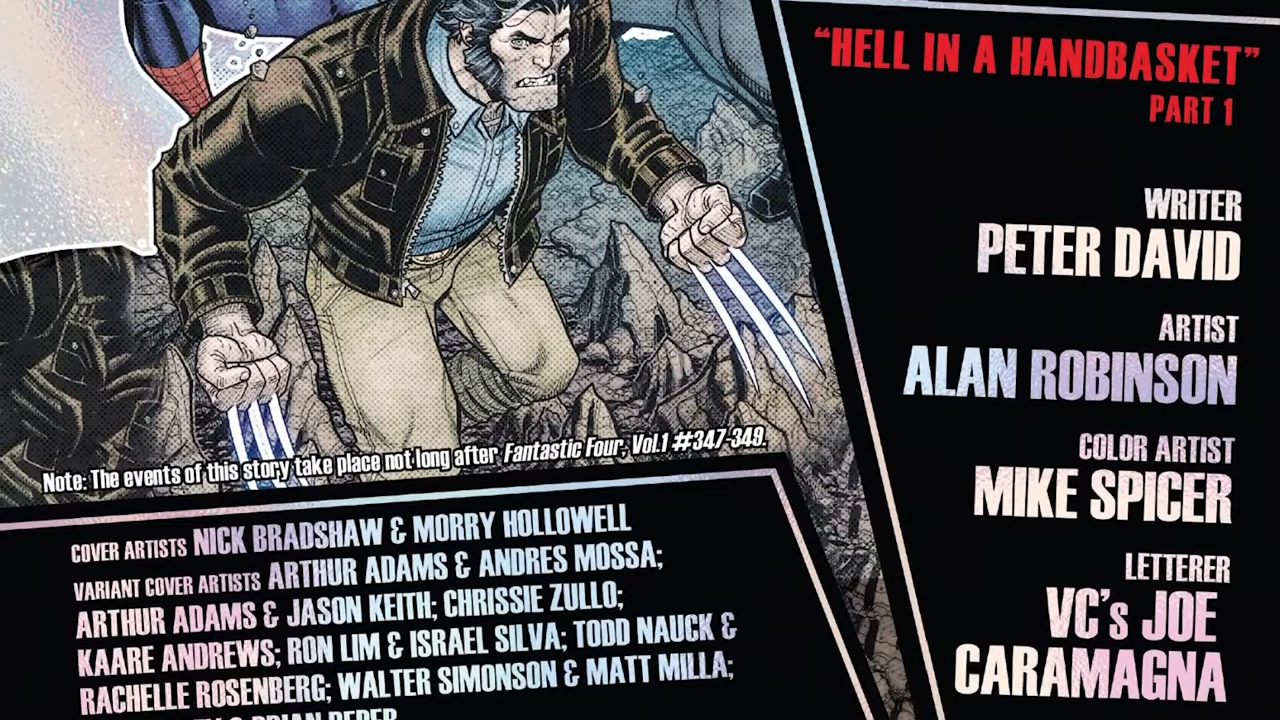 “HELL IN A HANDBASKET”
PART 1
WRITER
PETER DAVID
ARTIST
ALAN ROBINSON
COLOR ARTIST
MIKE SPICER
LETTERER
VC’s JOE
CARAMAGNA
Note: The events of this story take place not long after Fantastic Four, Vol.1 #347-349.
COVER ARTISTS NICK BRADSHAW & MORRY HOLLOWELL
VARIANT COVER ARTISTS ARTHUR ADAMS & ANDRES MOSSA;
ARTHUR ADAMS & JASON KEITH; CHRISSIE ZULLO;
KAARE ANDREWS; RON LIM & ISRAEL SILVA; TODD NAUCK &
RACHELLE ROSENBERG; WALTER SIMONSON & MATT MILLA;